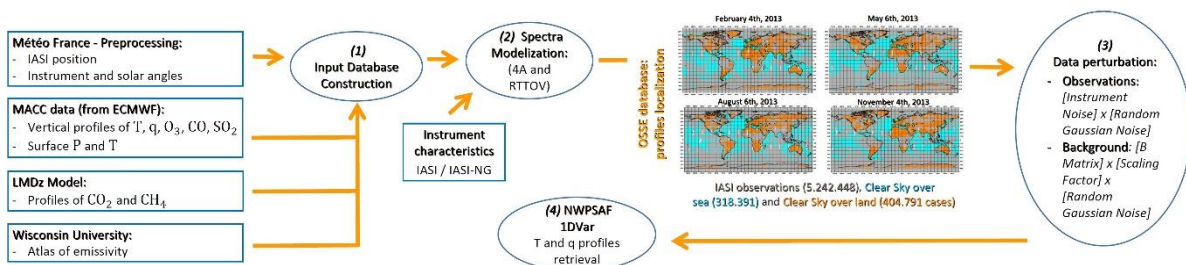 Météo France - Preprocessing:
- IASI position
- Instrument and solar angles
MACC data (from ECMWF):
- Vertical profiles of T, q, O₃, CO, SO₂
- Surface P and T
LMDz Model:
- Profiles of CO₂ and CH₄
Wisconsin University:
- Atlas of emissivity
(1)
Input Database
Construction
(2) Spectra
Modelization:
(4A and
RTTOV)
Instrument
characteristics
IASI / IASI-NG
OSSE database:
profiles localization
February 4th, 2013
May 6th, 2013
August 6th, 2013
November 4th, 2013
IASI observations (5.242.448), Clear Sky over
sea (318.391) and Clear Sky over land (404.791 cases)
(3)
Data perturbation:
- Observations:
[Instrument
Noise] x [Random
Gaussian Noise]
- Background: [B
Matrix] x [Scaling
Factor] x
[Random
Gaussian Noise]
(4) NWPSAF
1DVar
T and q profiles
retrieval